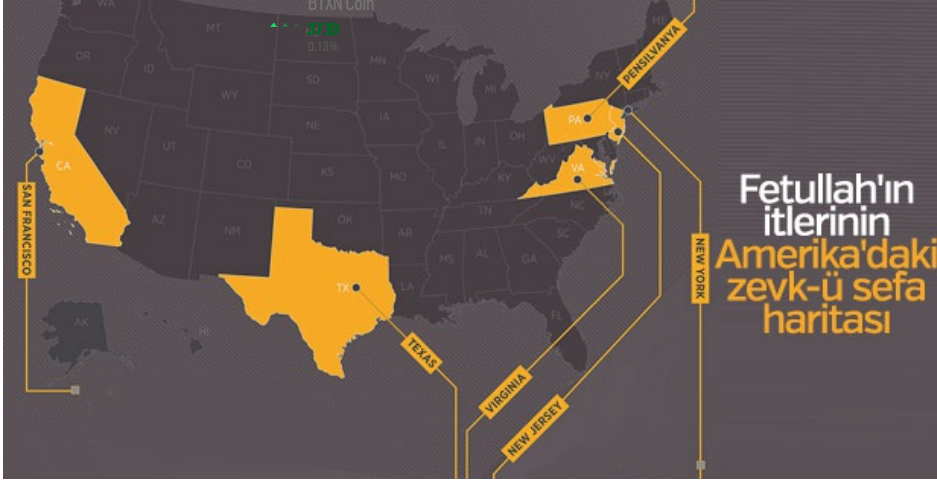 BTXN Coin
0.13%
WA
MT
ME
OR
ID
WY
SD
MN
WI
MI
NY
PENSILVANYA
NV
UT
CO
NE
IA
IL
IN
OH
PA
CA
KS
MO
KY
WV
VA
AZ
NM
OK
AR
TN
NC
SC
MS
AL
GA
LA
TX
FL
AK
HI
SAN FRANCISCO
TEXAS
VIRGINIA
NEW JERSEY
NEW YORK
Fetullah'ın
itlerinin
Amerika'daki
zevk-ü sefa
haritası